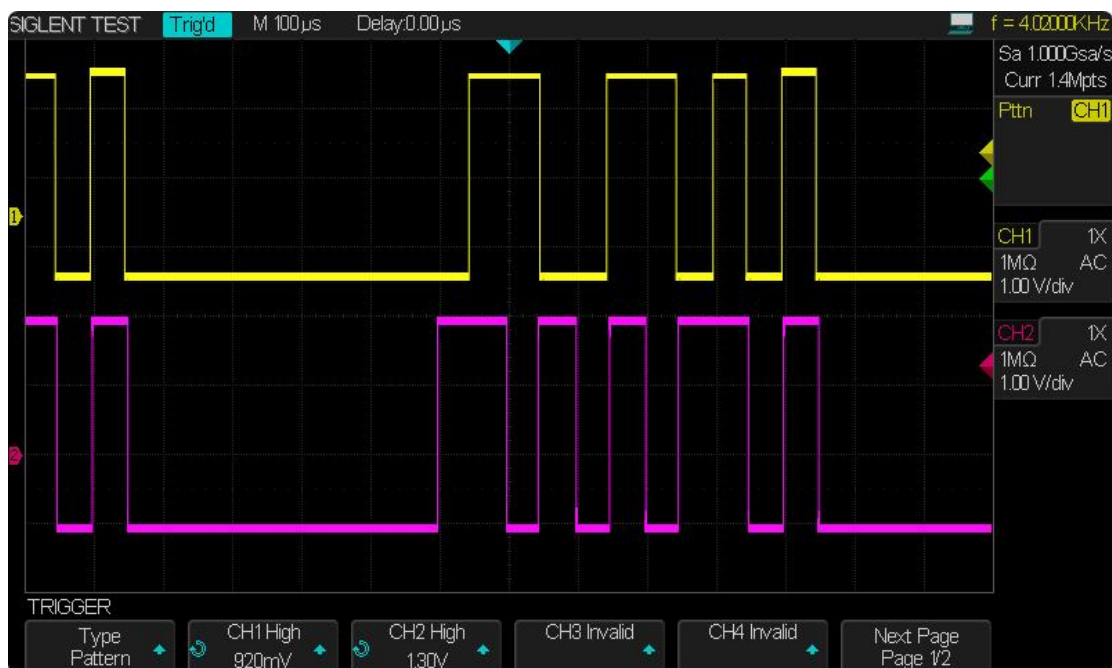 SIGLENT TEST Trig'd M 100µs Delay:0.00µs f = 4.02000KHz
Sa 1.000Gsa/s
Curr 1.4Mpts
Pttn CH1
1
CH1 1X
1MΩ AC
1.00 V/div
CH2 1X
1MΩ AC
1.00 V/div
2
TRIGGER
Type CH1 High CH2 High CH3 Invalid CH4 Invalid Next Page
Pattern 920mV 1.30V Page 1/2